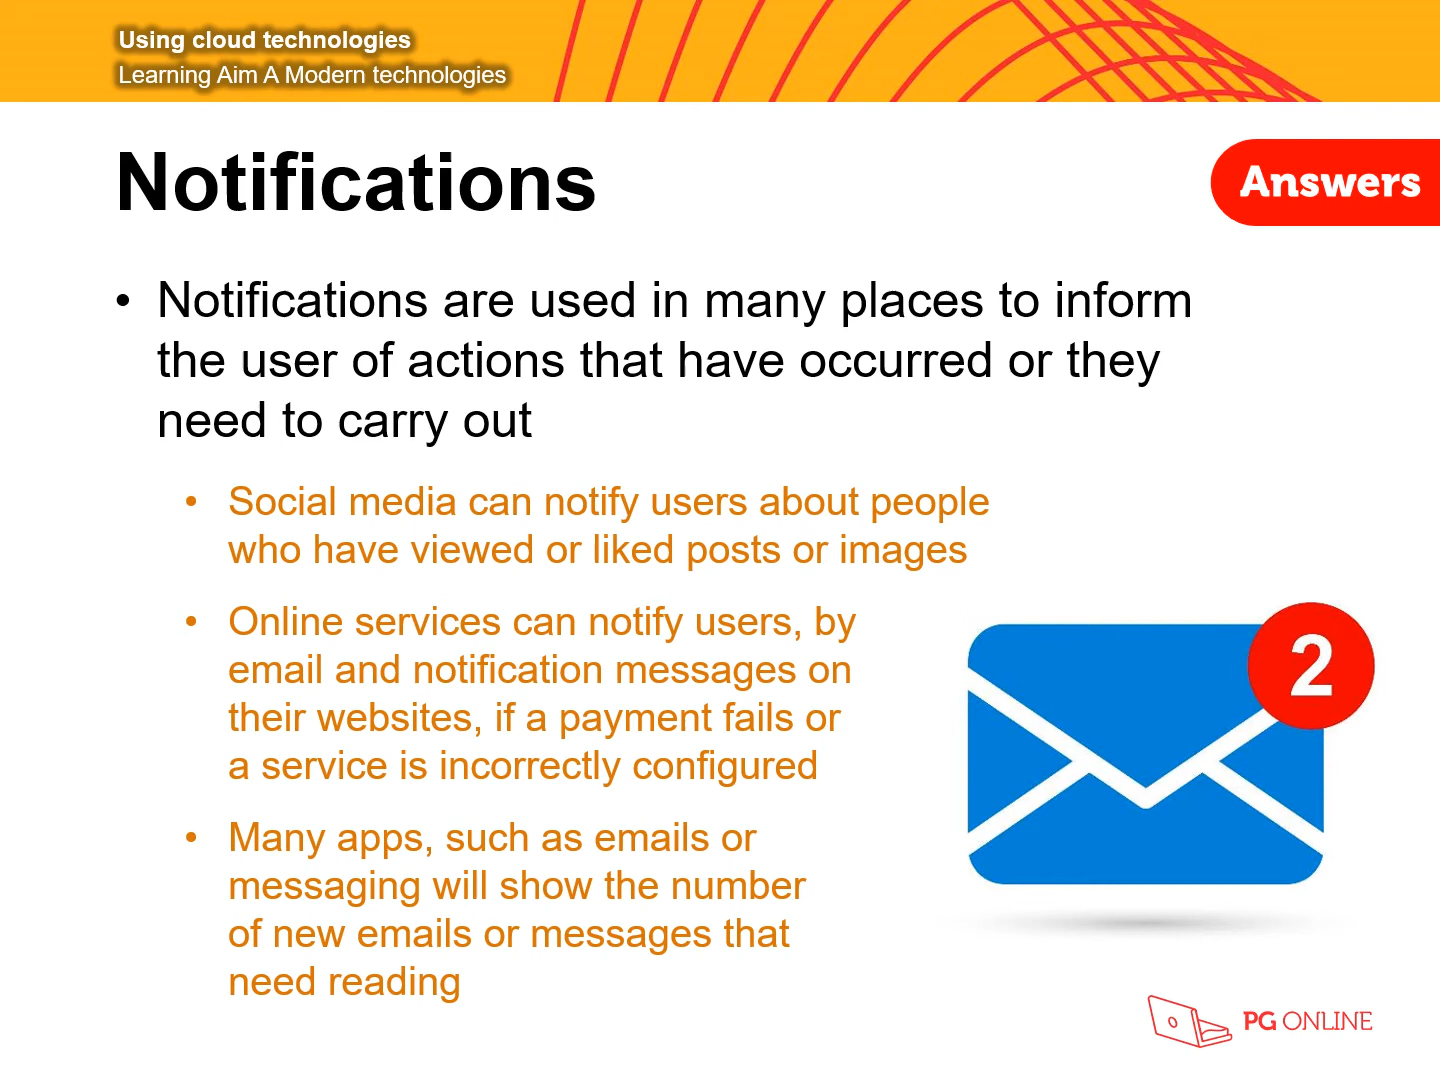 Using cloud technologies
Learning Aim A Modern technologies
Notifications
Answers
• Notifications are used in many places to inform
the user of actions that have occurred or they
need to carry out
• Social media can notify users about people
who have viewed or liked posts or images
• Online services can notify users, by
email and notification messages on
their websites, if a payment fails or
a service is incorrectly configured
• Many apps, such as emails or
messaging will show the number
of new emails or messages that
need reading
2
PG ONLINE